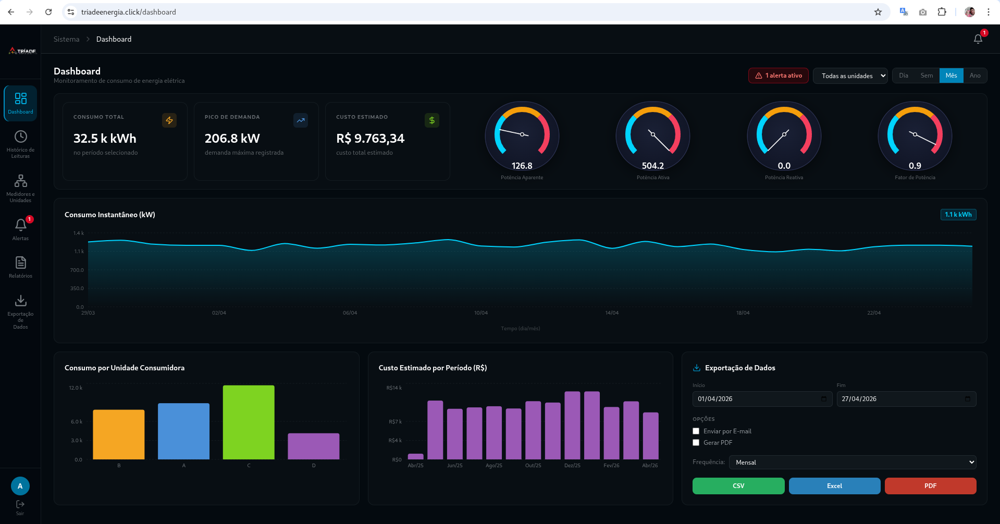 triadeenergia.click/dashboard
TRÍADE
Sistema > Dashboard
1
Dashboard
Monitoramento de consumo de energia elétrica
1 alerta ativo
Todas as unidades
Dia Sem Mês Ano
Dashboard
Histórico de
Leituras
Medidores e
Unidades
1
Alertas
Relatórios
Exportação
de
Dados
A
Sair
CONSUMO TOTAL
32.5 k kWh
no período selecionado
PICO DE DEMANDA
206.8 kW
demanda máxima registrada
CUSTO ESTIMADO
$
R$ 9.763,34
custo total estimado
126.8
Potência Aparente
504.2
Potência Ativa
0.0
Potência Reativa
0.9
Fator de Potência
Consumo Instantâneo (kW)
1.1 k kWh
1.4 k
1.1 k
700.0
350.0
0.0
29/03 02/04 06/04 10/04 14/04 18/04 22/04
Tempo (dia/mês)
Consumo por Unidade Consumidora
12.0 k
6.0 k
3.0 k
0.0
B A C D
Custo Estimado por Período (R$)
R$14 k
R$7 k
R$4 k
R$0
Abr/25 Jun/25 Ago/25 Out/25 Dez/25 Fev/26 Abr/26
Exportação de Dados
Início Fim
01/04/2026 27/04/2026
OPÇÕES
Enviar por E-mail
Gerar PDF
Frequência: Mensal
CSV Excel PDF